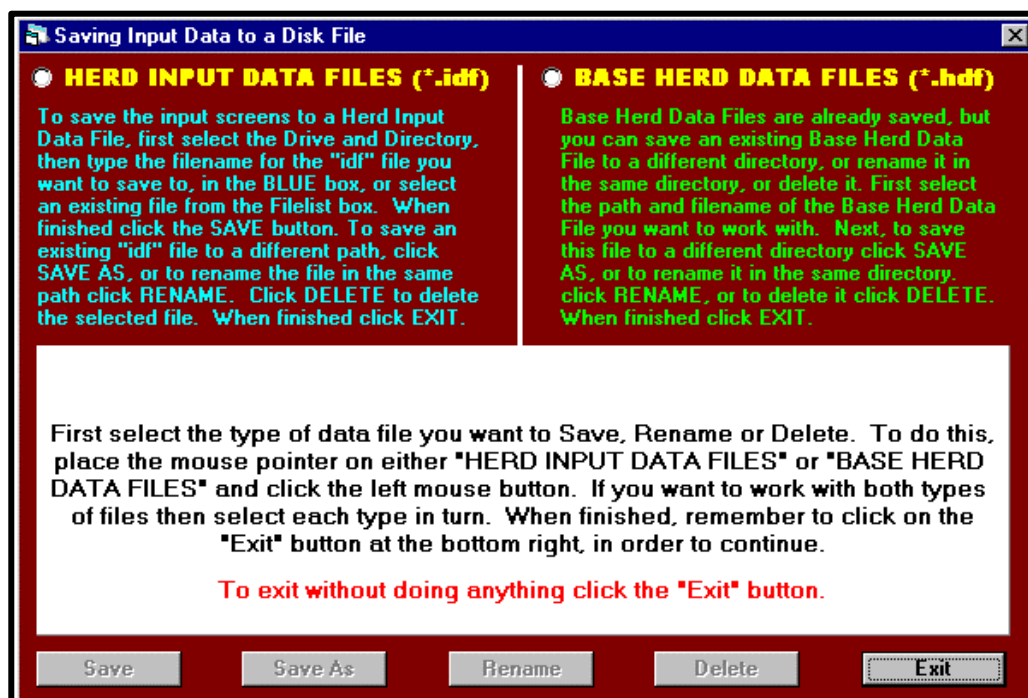 Saving Input Data to a Disk File
HERD INPUT DATA FILES (*.idf)
To save the input screens to a Herd Input
Data File, first select the Drive and Directory,
then type the filename for the "idf" file you
want to save to, in the BLUE box, or select
an existing file from the Filelist box.  When
finished click the SAVE button. To save an
existing "idf" file to a different path, click
SAVE AS, or to rename the file in the same
path click RENAME.  Click DELETE to delete
the selected file.  When finished click EXIT.
BASE HERD DATA FILES (*.hdf)
Base Herd Data Files are already saved, but
you can save an existing Base Herd Data
File to a different directory, or rename it in
the same directory, or delete it. First select
the path and filename of the Base Herd Data
File you want to work with.  Next, to save
this file to a different directory click SAVE
AS, or to rename it in the same directory.
click RENAME, or to delete it click DELETE.
When finished click EXIT.
First select the type of data file you want to Save, Rename or Delete.  To do this,
place the mouse pointer on either "HERD INPUT DATA FILES" or "BASE HERD
DATA FILES" and click the left mouse button.  If you want to work with both types
of files then select each type in turn.  When finished, remember to click on the
"Exit" button at the bottom right, in order to continue.
To exit without doing anything click the "Exit" button.
Save
Save As
Rename
Delete
Exit